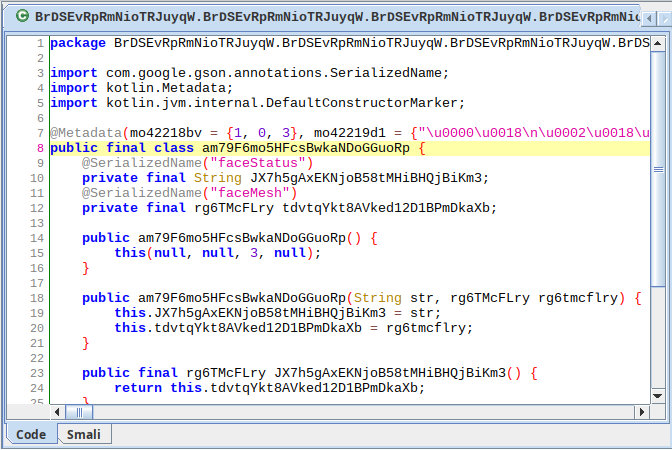 BrDSEvRpRmNioTRJuyqW.BrDSEvRpRmNioTRJuyqW.BrDSEvRpRmNioTRJuyqW.BrDSEvRpRmNic
1 package BrDSEvRpRmNioTRJuyqW.BrDSEvRpRmNioTRJuyqW.BrDSEvRpRmNioTRJuyqW.BrDS
2
3 import com.google.gson.annotations.SerializedName;
4 import kotlin.Metadata;
5 import kotlin.jvm.internal.DefaultConstructorMarker;
6
7 @Metadata(mo42218bv = {1, 0, 3}, mo42219d1 = {"\u0000\u0018\n\u0002\u0018\u
8 public final class am79F6mo5HFcsBwkaNDoGGuoRp {
9 @SerializedName("faceStatus")
10 private final String JX7h5gAxEKNjoB58tMHiBHQjBiKm3;
11 @SerializedName("faceMesh")
12 private final rg6TMcFLry tdvtqYkt8AVked12D1BPmDkaXb;
13
14 public am79F6mo5HFcsBwkaNDoGGuoRp() {
15 this(null, null, 3, null);
16 }
17
18 public am79F6mo5HFcsBwkaNDoGGuoRp(String str, rg6TMcFLry rg6tmcflry) {
19 this.JX7h5gAxEKNjoB58tMHiBHQjBiKm3 = str;
20 this.tdvtqYkt8AVked12D1BPmDkaXb = rg6tmcflry;
21 }
22
23 public final rg6TMcFLry JX7h5gAxEKNjoB58tMHiBHQjBiKm3() {
24 return this.tdvtqYkt8AVked12D1BPmDkaXb;
25 }
Code Smali